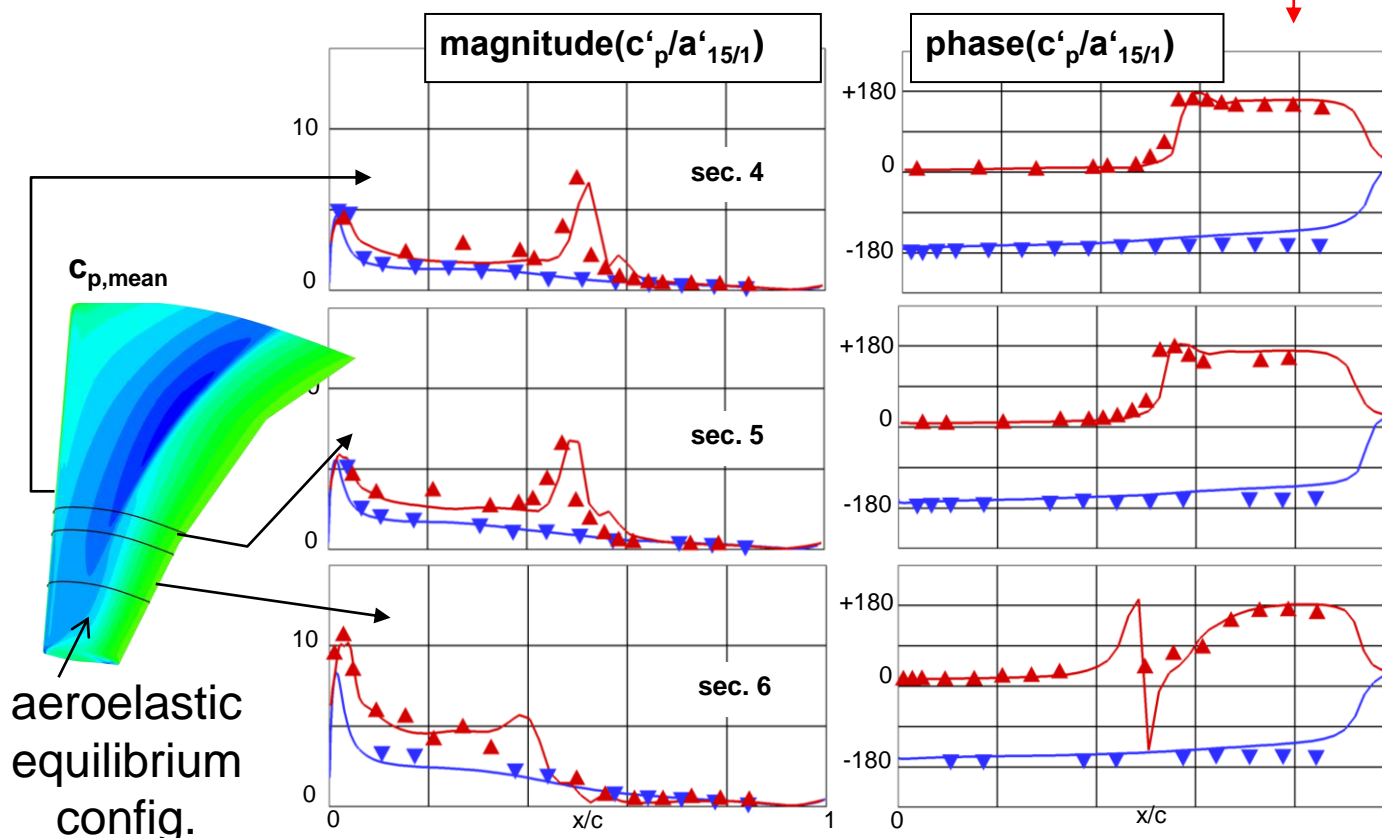 magnitude(c‘p/a‘15/1)
phase(c‘p/a‘15/1)
10
0
sec. 4
+180
0
-180
cp,mean
0
0
sec. 5
+180
0
-180
10
0
sec. 6
+180
0
-180
0
x/c
1
0
x/c
aeroelastic
equilibrium
config.